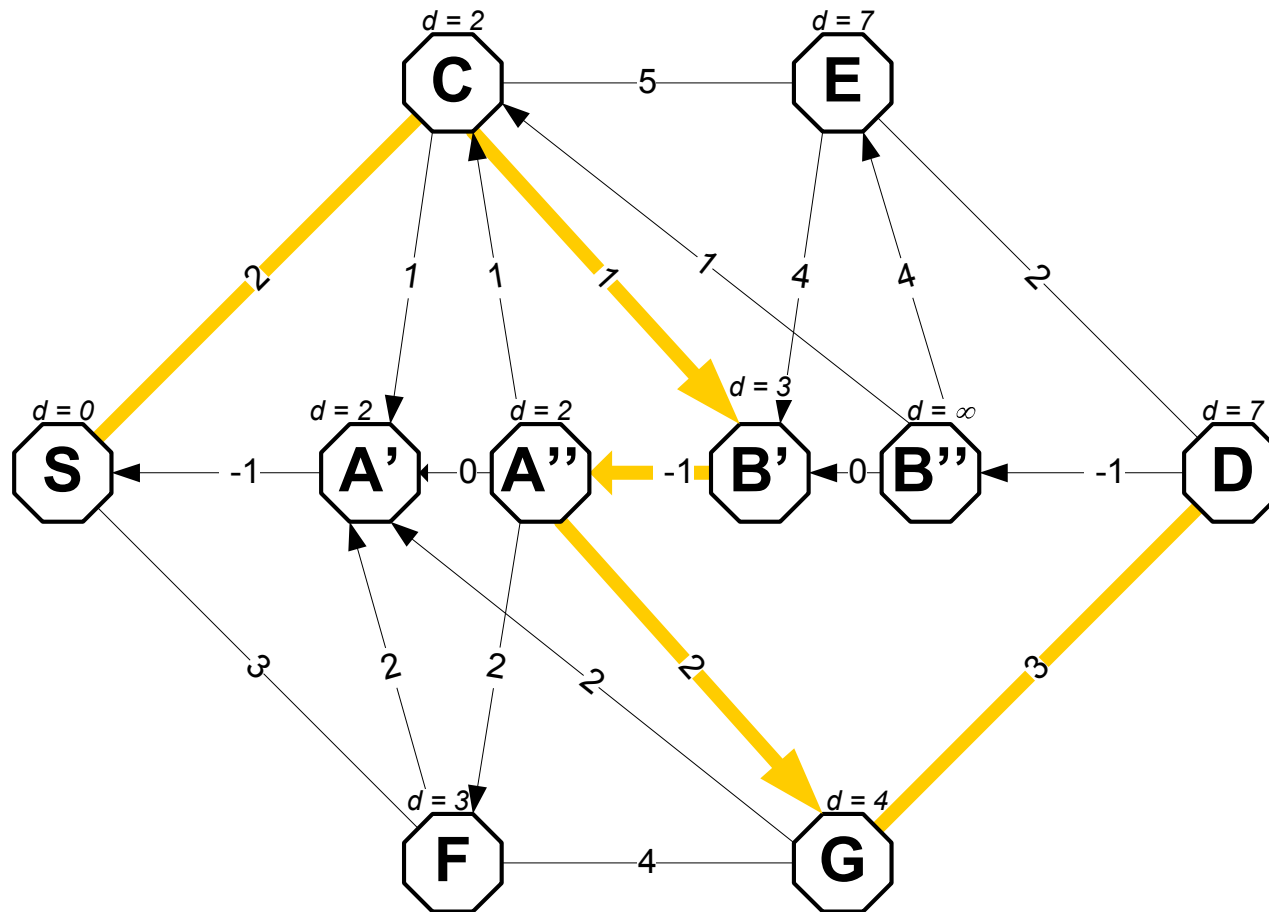 d = 2
d = 7
C
5
E
2
1
1
1
1
4
4
2
d = 0
d = 2
d = 2
d = 3
d = ∞
d = 7
S
-1
A'
0
A''
-1
B'
0
B''
-1
D
3
2
2
2
2
3
d = 3
d = 4
F
4
G